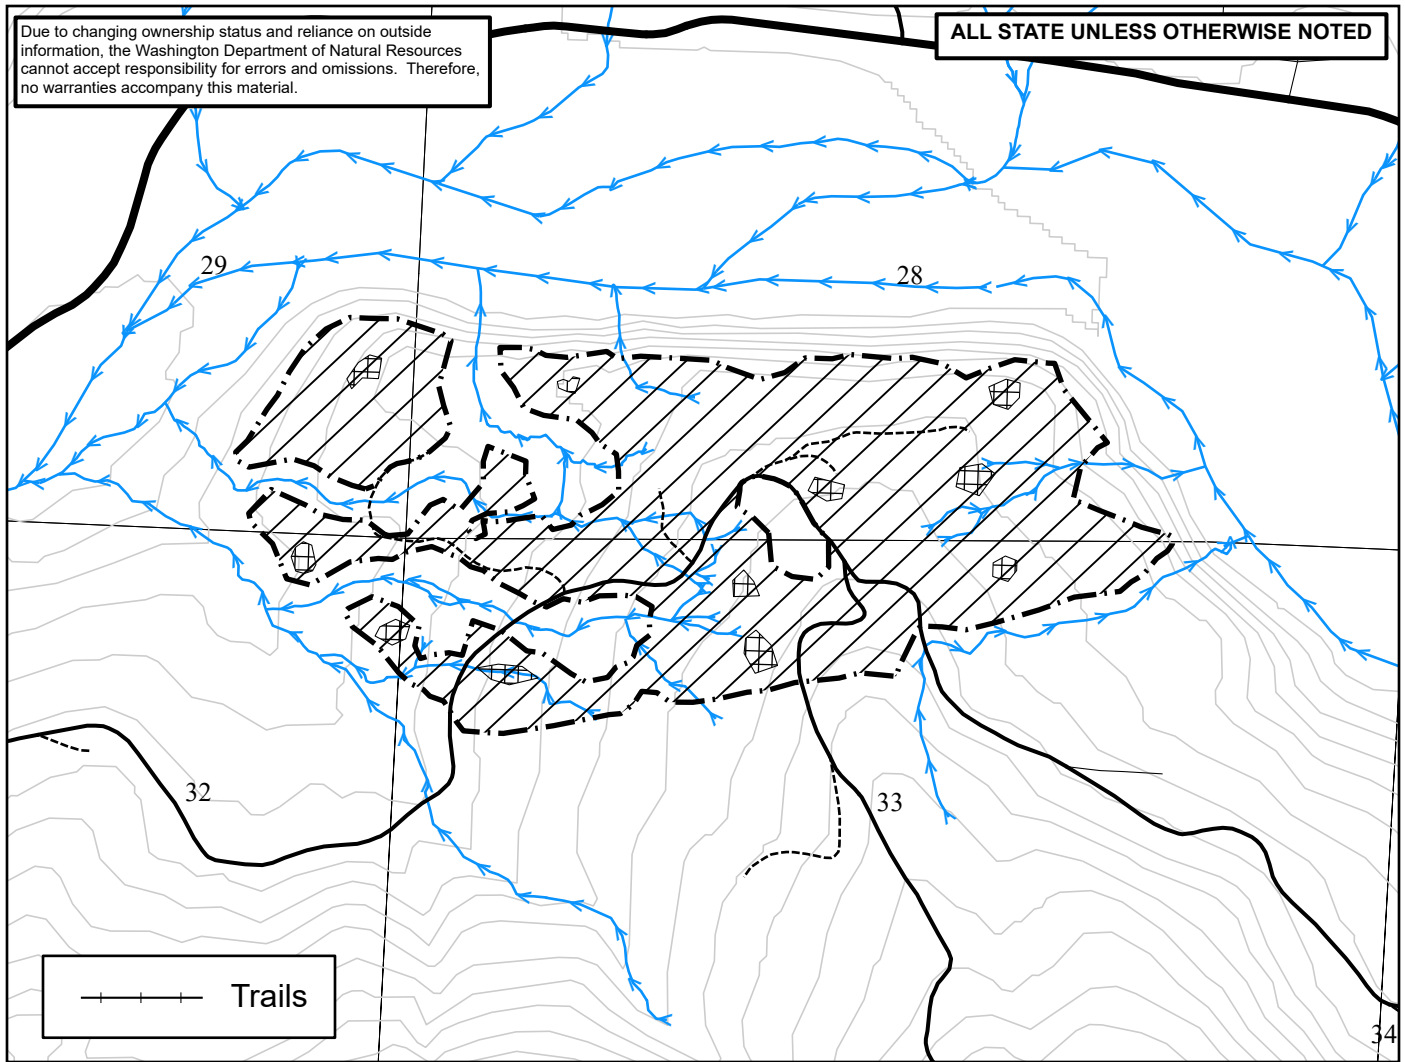 Due to changing ownership status and reliance on outside
information, the Washington Department of Natural Resources
cannot accept responsibility for errors and omissions.  Therefore,
no warranties accompany this material.
ALL STATE UNLESS OTHERWISE NOTED
29
28
32
33
34
Trails